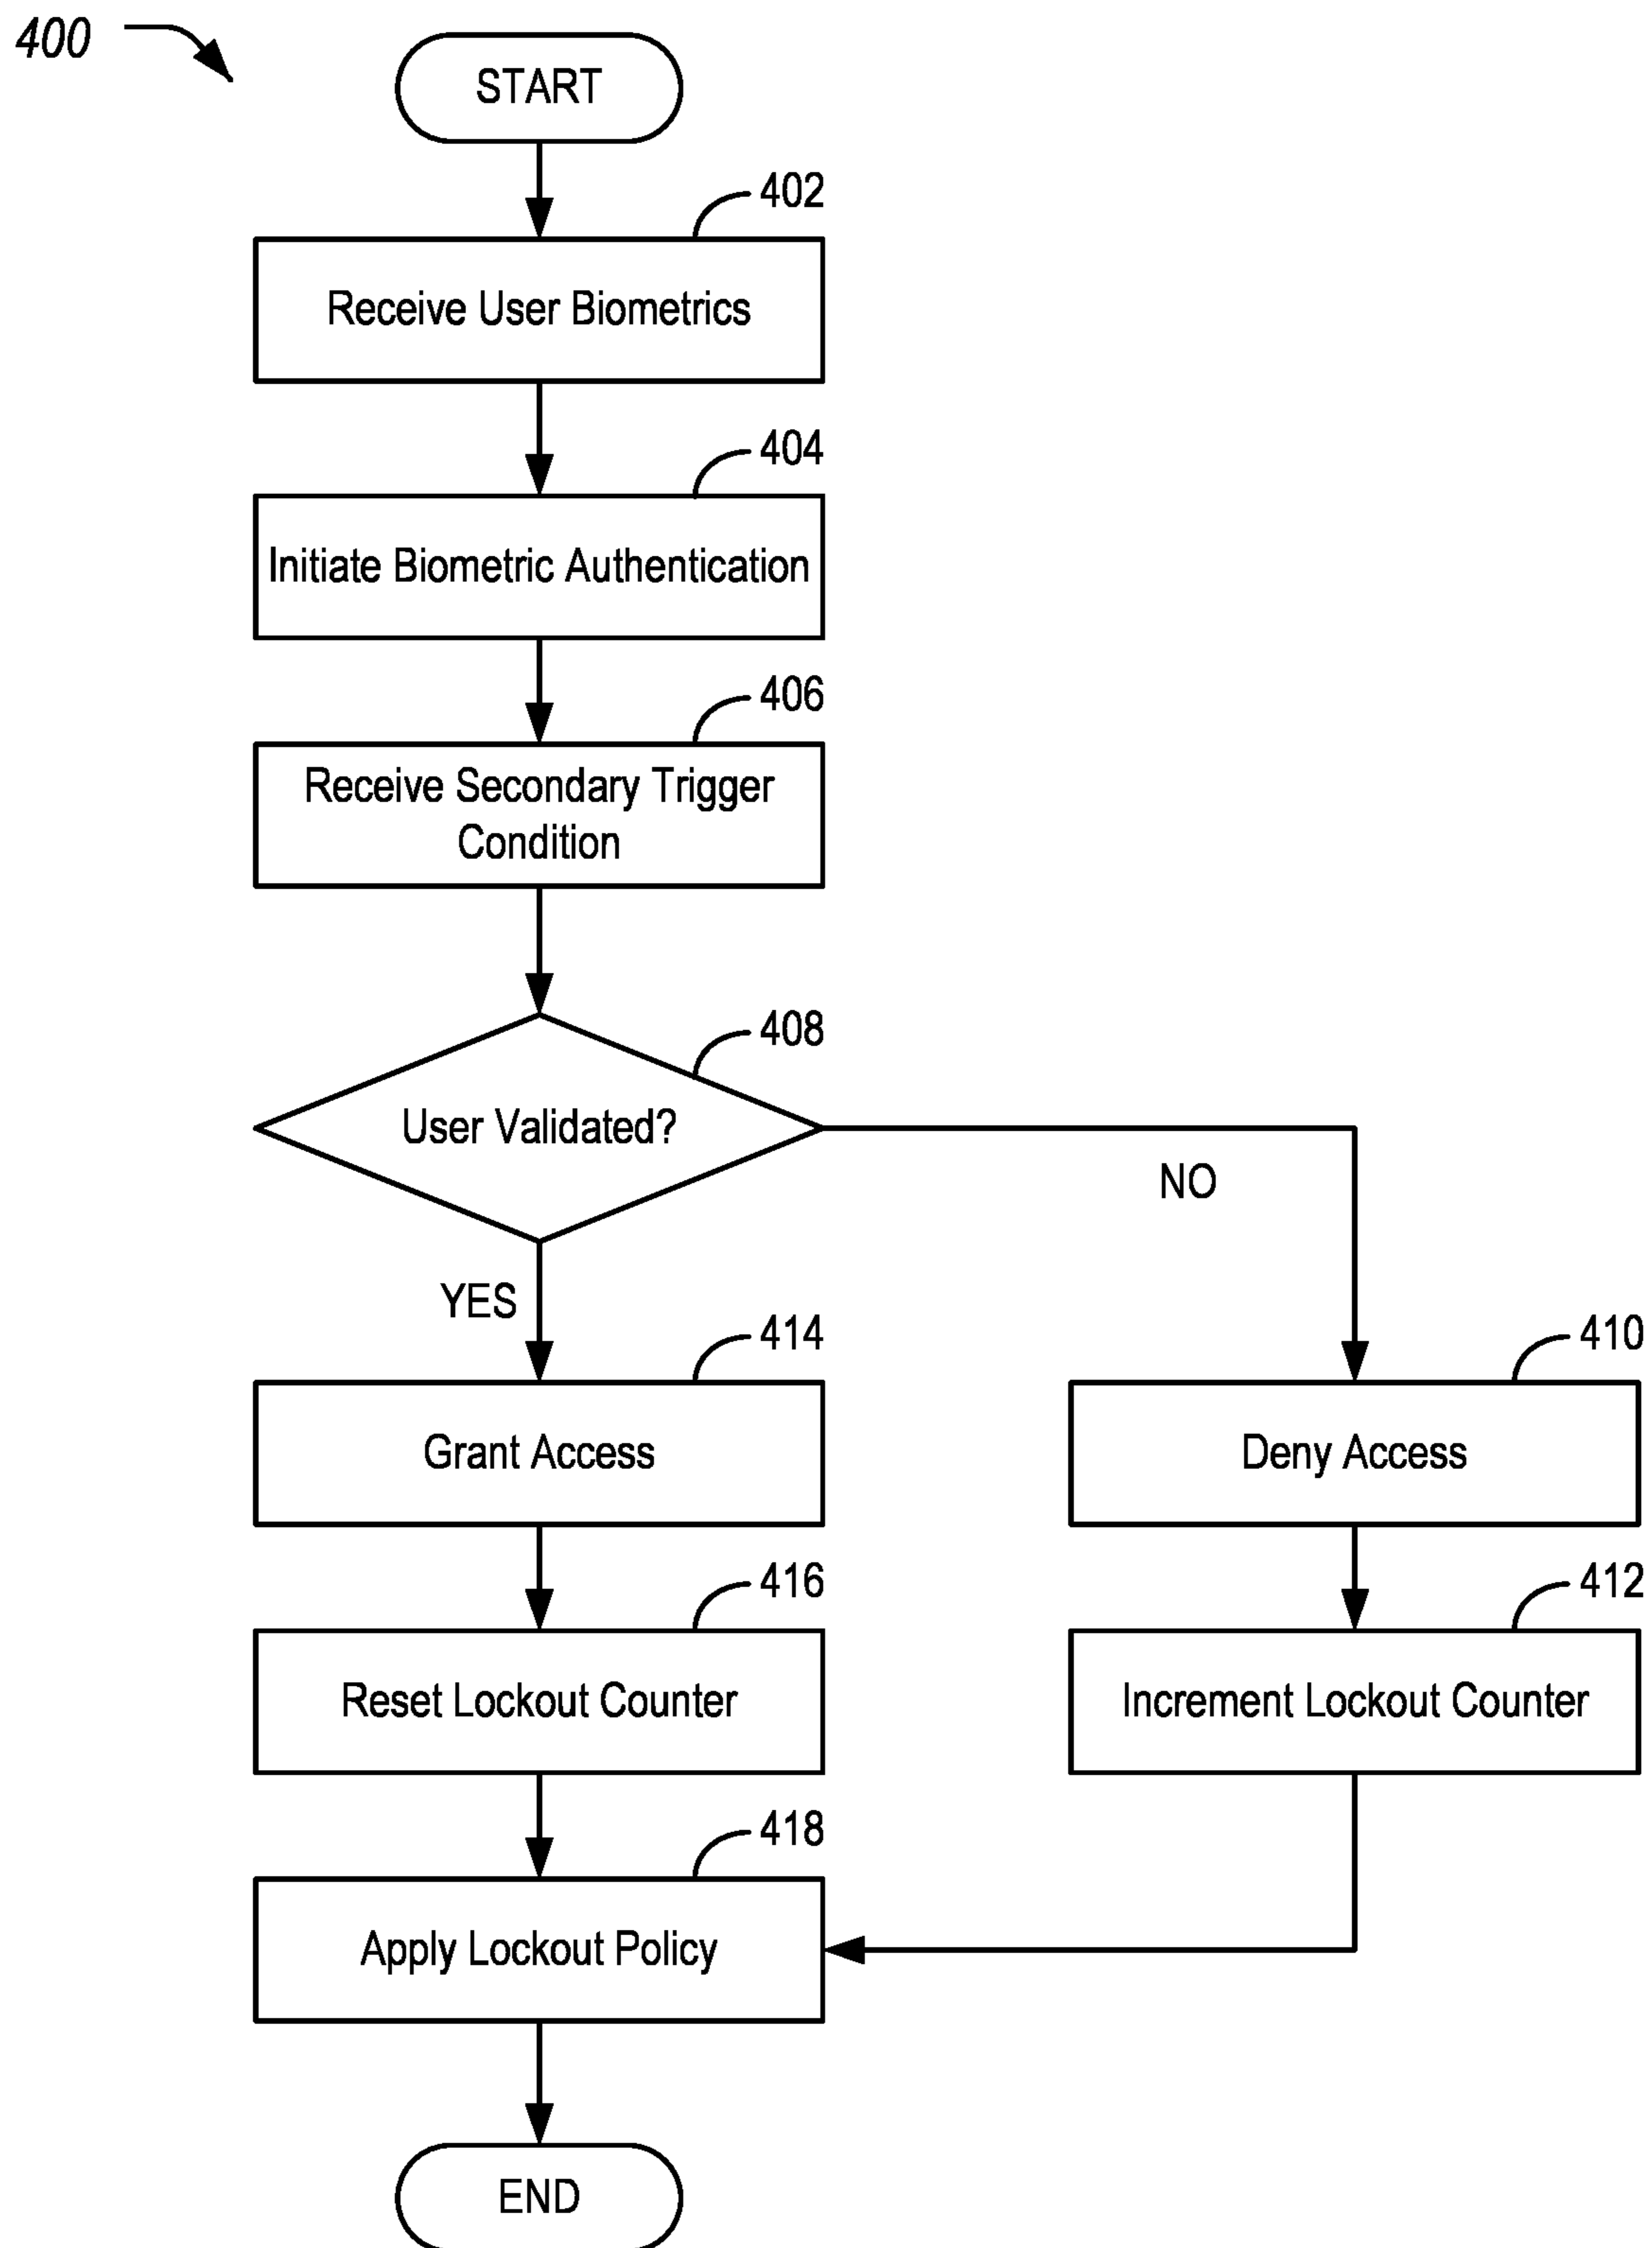 400
START
402
Receive User Biometrics
404
Initiate Biometric Authentication
406
Receive Secondary Trigger
Condition
408
User Validated?
NO
YES
414
410
Grant Access
Deny Access
416
412
Reset Lockout Counter
Increment Lockout Counter
418
Apply Lockout Policy
END